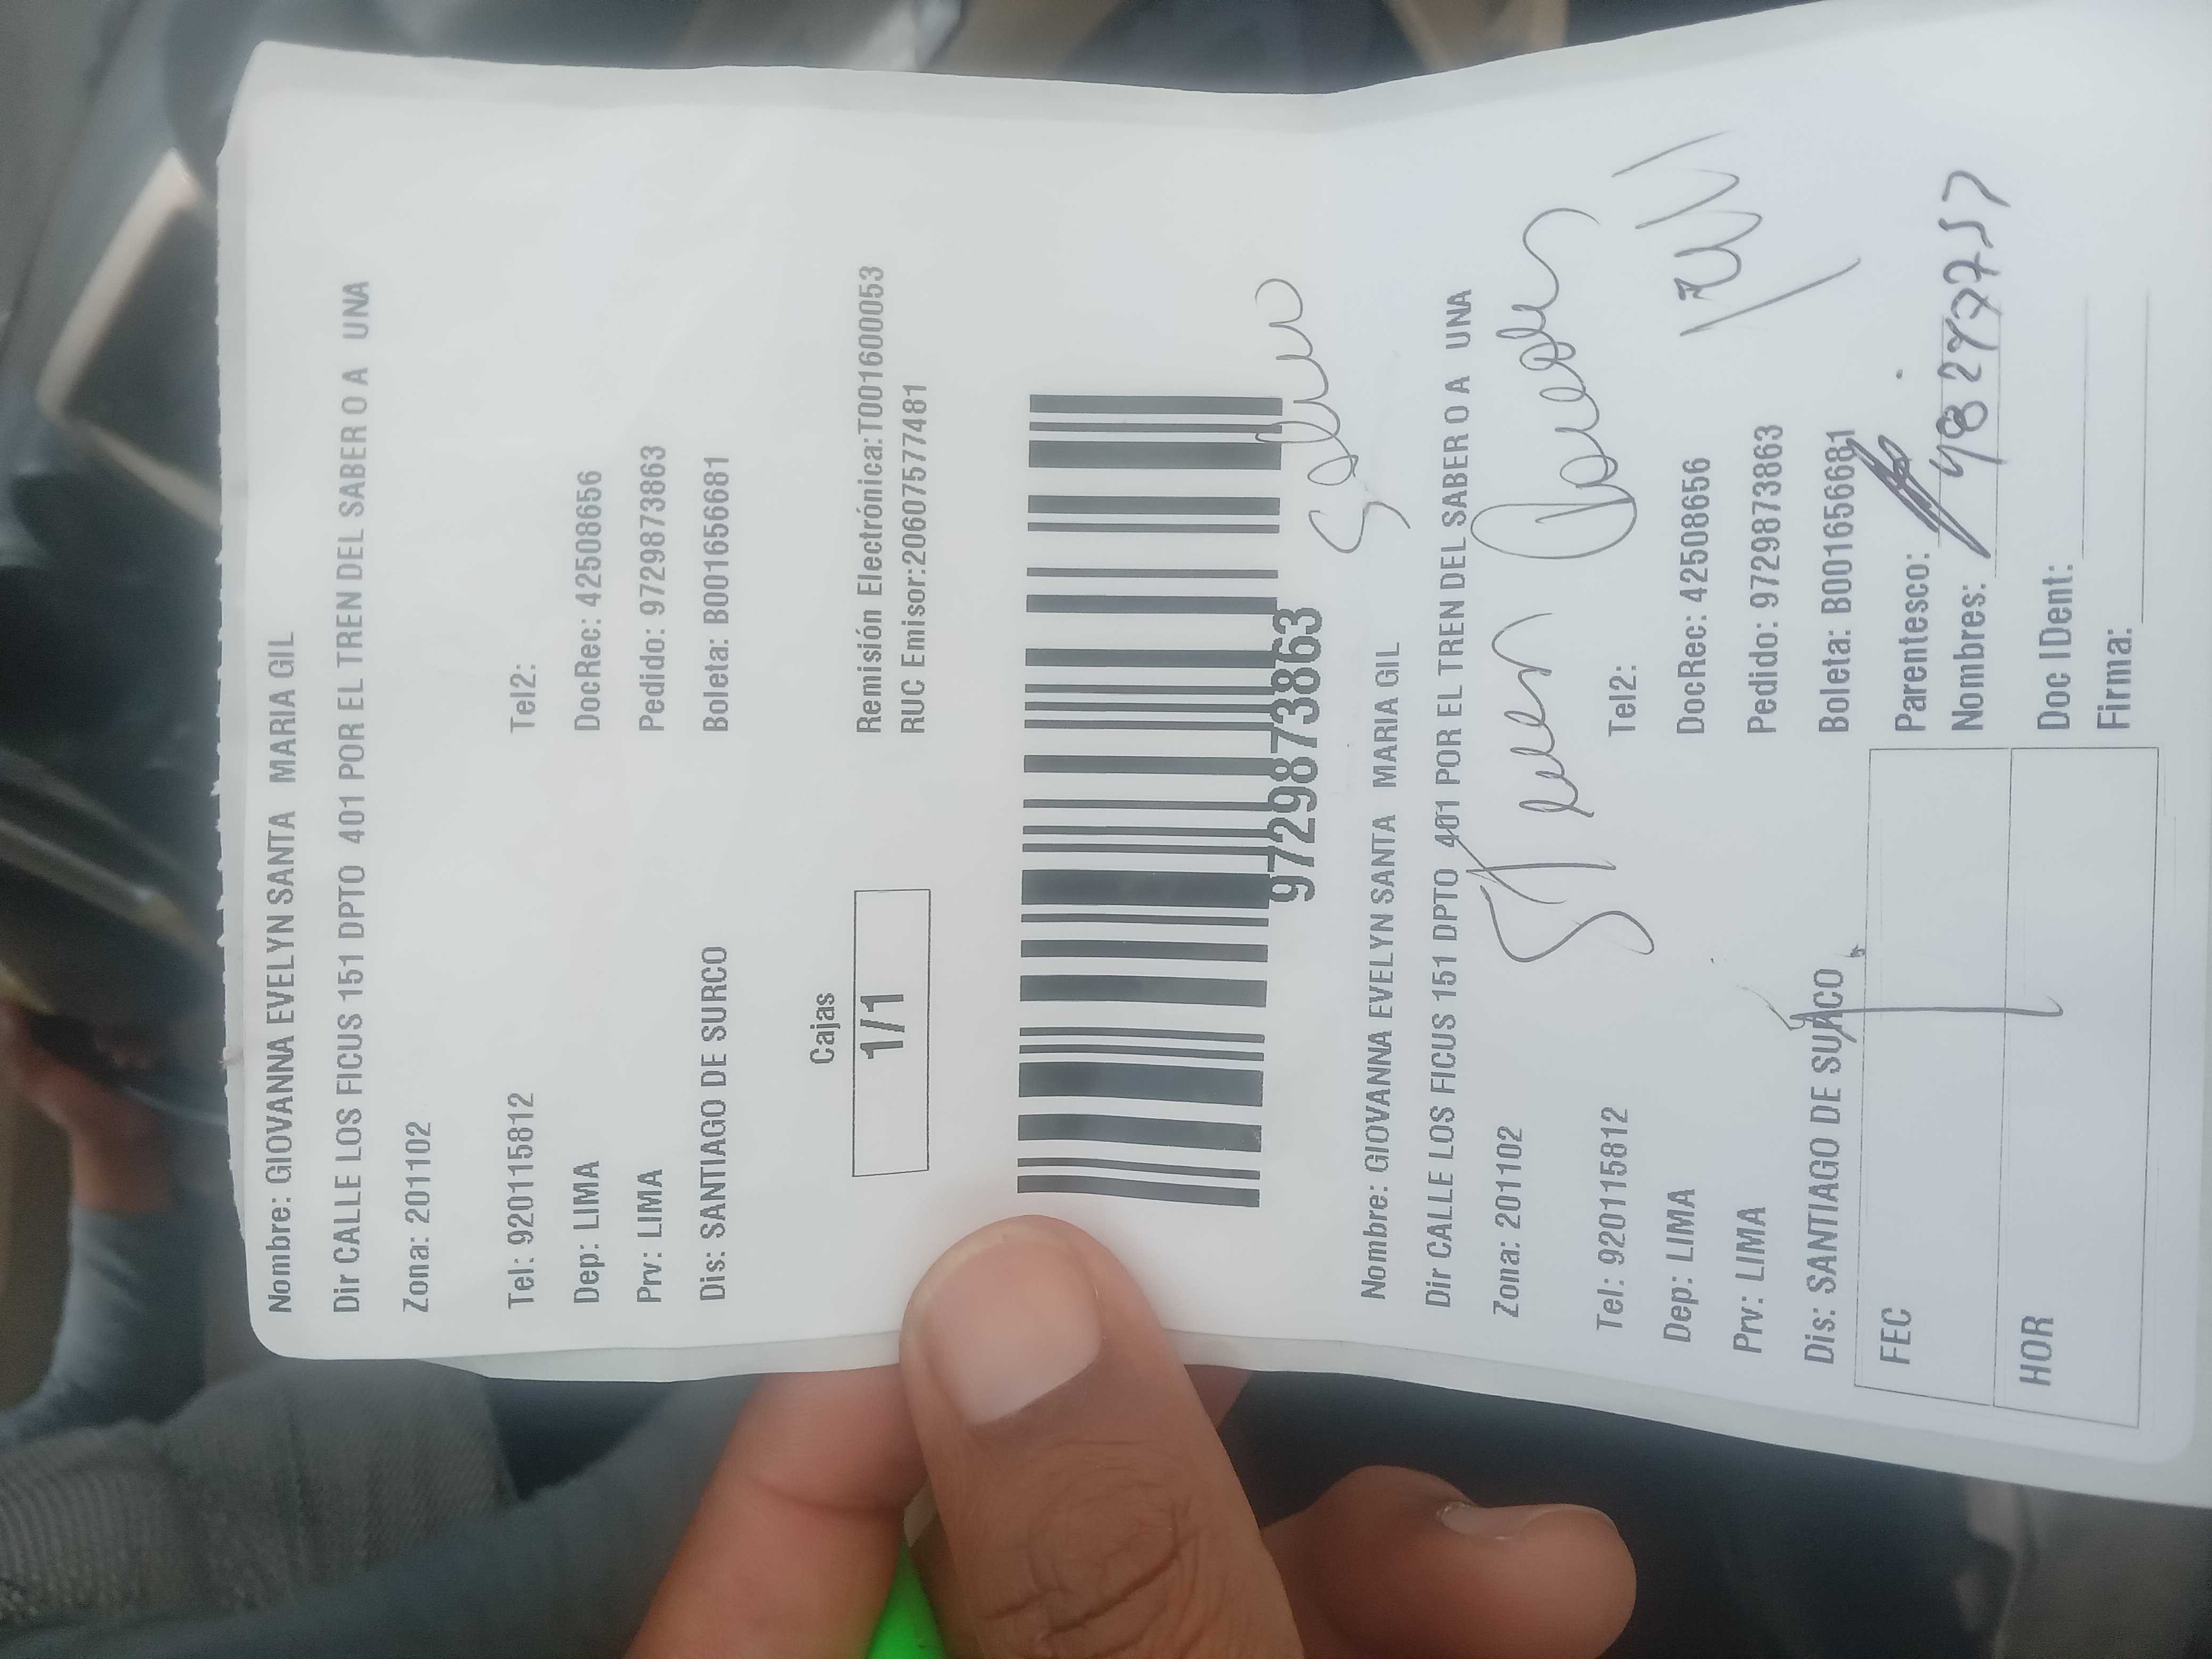 Nombre: GIOVANNA EVELYN SANTA MARIA GIL
Dir CALLE LOS FICUS 151 DPTO 401 POR EL TREN DEL SABER O A UNA
Zona: 201102
Tel: 920115812 Tel2:
Dep: LIMA DocRec: 42508656
Prv: LIMA Pedido: 9729873863
Dis: SANTIAGO DE SURCO Boleta: B001656681
Cajas
1/1
Remisión Electrónica:T001600053
RUC Emisor:20607577481
9729873863
Nombre: GIOVANNA EVELYN SANTA MARIA GIL
Dir CALLE LOS FICUS 151 DPTO 401 POR EL TREN DEL SABER O A UNA
Zona: 201102
Tel: 920115812 Tel2:
Dep: LIMA DocRec: 42508656
Prv: LIMA Pedido: 9729873863
Dis: SANTIAGO DE SURCO Boleta: B001656681
FEC Parentesco:
Nombres:
HOR Doc IDent:
Firma: